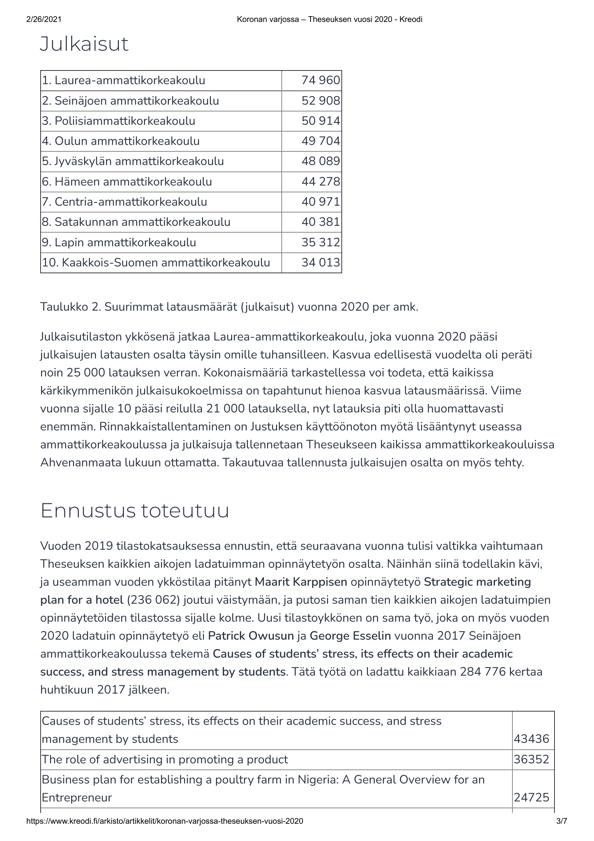 2/26/2021 Koronan varjossa – Theseuksen vuosi 2020 - Kreodi
Julkaisut
1. Laurea-ammattikorkeakoulu 74 960
2. Seinäjoen ammattikorkeakoulu 52 908
3. Poliisiammattikorkeakoulu 50 914
4. Oulun ammattikorkeakoulu 49 704
5. Jyväskylän ammattikorkeakoulu 48 089
6. Hämeen ammattikorkeakoulu 44 278
7. Centria-ammattikorkeakoulu 40 971
8. Satakunnan ammattikorkeakoulu 40 381
9. Lapin ammattikorkeakoulu 35 312
10. Kaakkois-Suomen ammattikorkeakoulu 34 013
Taulukko 2. Suurimmat latausmäärät (julkaisut) vuonna 2020 per amk.
Julkaisutilaston ykkösenä jatkaa Laurea-ammattikorkeakoulu, joka vuonna 2020 pääsi
julkaisujen latausten osalta täysin omille tuhansilleen. Kasvua edellisestä vuodelta oli peräti
noin 25 000 latauksen verran. Kokonaismääriä tarkastellessa voi todeta, että kaikissa
kärkikymmenikön julkaisukokoelmissa on tapahtunut hienoa kasvua latausmäärissä. Viime
vuonna sijalle 10 pääsi reilulla 21 000 latauksella, nyt latauksia piti olla huomattavasti
enemmän. Rinnakkaistallentaminen on Justuksen käyttöönoton myötä lisääntynyt useassa
ammattikorkeakoulussa ja julkaisuja tallennetaan Theseukseen kaikissa ammattikorkeakouluissa
Ahvenanmaata lukuun ottamatta. Takautuvaa tallennusta julkaisujen osalta on myös tehty.
Ennustus toteutuu
Vuoden 2019 tilastokatsauksessa ennustin, että seuraavana vuonna tulisi valtikka vaihtumaan
Theseuksen kaikkien aikojen ladatuimman opinnäytetyön osalta. Näinhän siinä todellakin kävi,
ja useamman vuoden ykköstilaa pitänyt Maarit Karppisen opinnäytetyö Strategic marketing
plan for a hotel (236 062) joutui väistymään, ja putosi saman tien kaikkien aikojen ladatuimpien
opinnäytetöiden tilastossa sijalle kolme. Uusi tilastoykkönen on sama työ, joka on myös vuoden
2020 ladatuin opinnäytetyö eli Patrick Owusun ja George Esselin vuonna 2017 Seinäjoen
ammattikorkeakoulussa tekemä Causes of students’ stress, its effects on their academic
success, and stress management by students. Tätä työtä on ladattu kaikkiaan 284 776 kertaa
huhtikuun 2017 jälkeen.
Causes of students’ stress, its effects on their academic success, and stress
management by students 43436
The role of advertising in promoting a product 36352
Business plan for establishing a poultry farm in Nigeria: A General Overview for an
Entrepreneur 24725
https://www.kreodi.fi/arkisto/artikkelit/koronan-varjossa-theseuksen-vuosi-2020 3/7